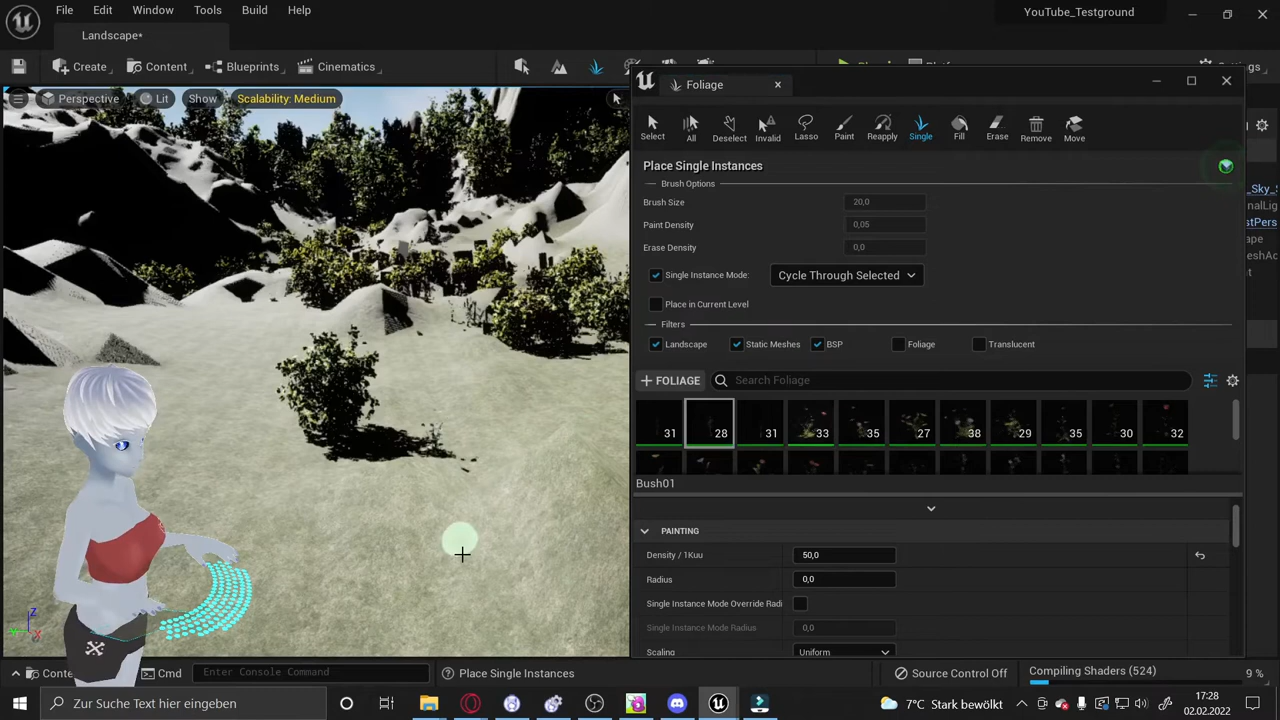 File Edit Window Tools Build Help
YouTube_Testground
Landscape*
Create Content Blueprints Cinematics
Perspective Lit Show Scalability: Medium
Foliage
Select All Deselect Invalid Lasso Paint Reapply Single Fill Erase Remove Move
Place Single Instances
Brush Options
Brush Size 20,0
Paint Density 0,05
Erase Density 0,0
Single Instance Mode: Cycle Through Selected
Place in Current Level
Filters
Landscape Static Meshes BSP Foliage Translucent
FOLIAGE Search Foliage
31 28 31 33 35 27 38 29 35 30 32
Bush01
PAINTING
Density / 1Kuu 50,0
Radius 0,0
Single Instance Mode Override Radi
Single Instance Mode Radius 0,0
Scaling Uniform
Z
Y X
Cmd Enter Console Command Place Single Instances Source Control Off Compiling Shaders (524) 9 %
Zur Suche Text hier eingeben
7°C Stark bewölkt
17:28
02.02.2022